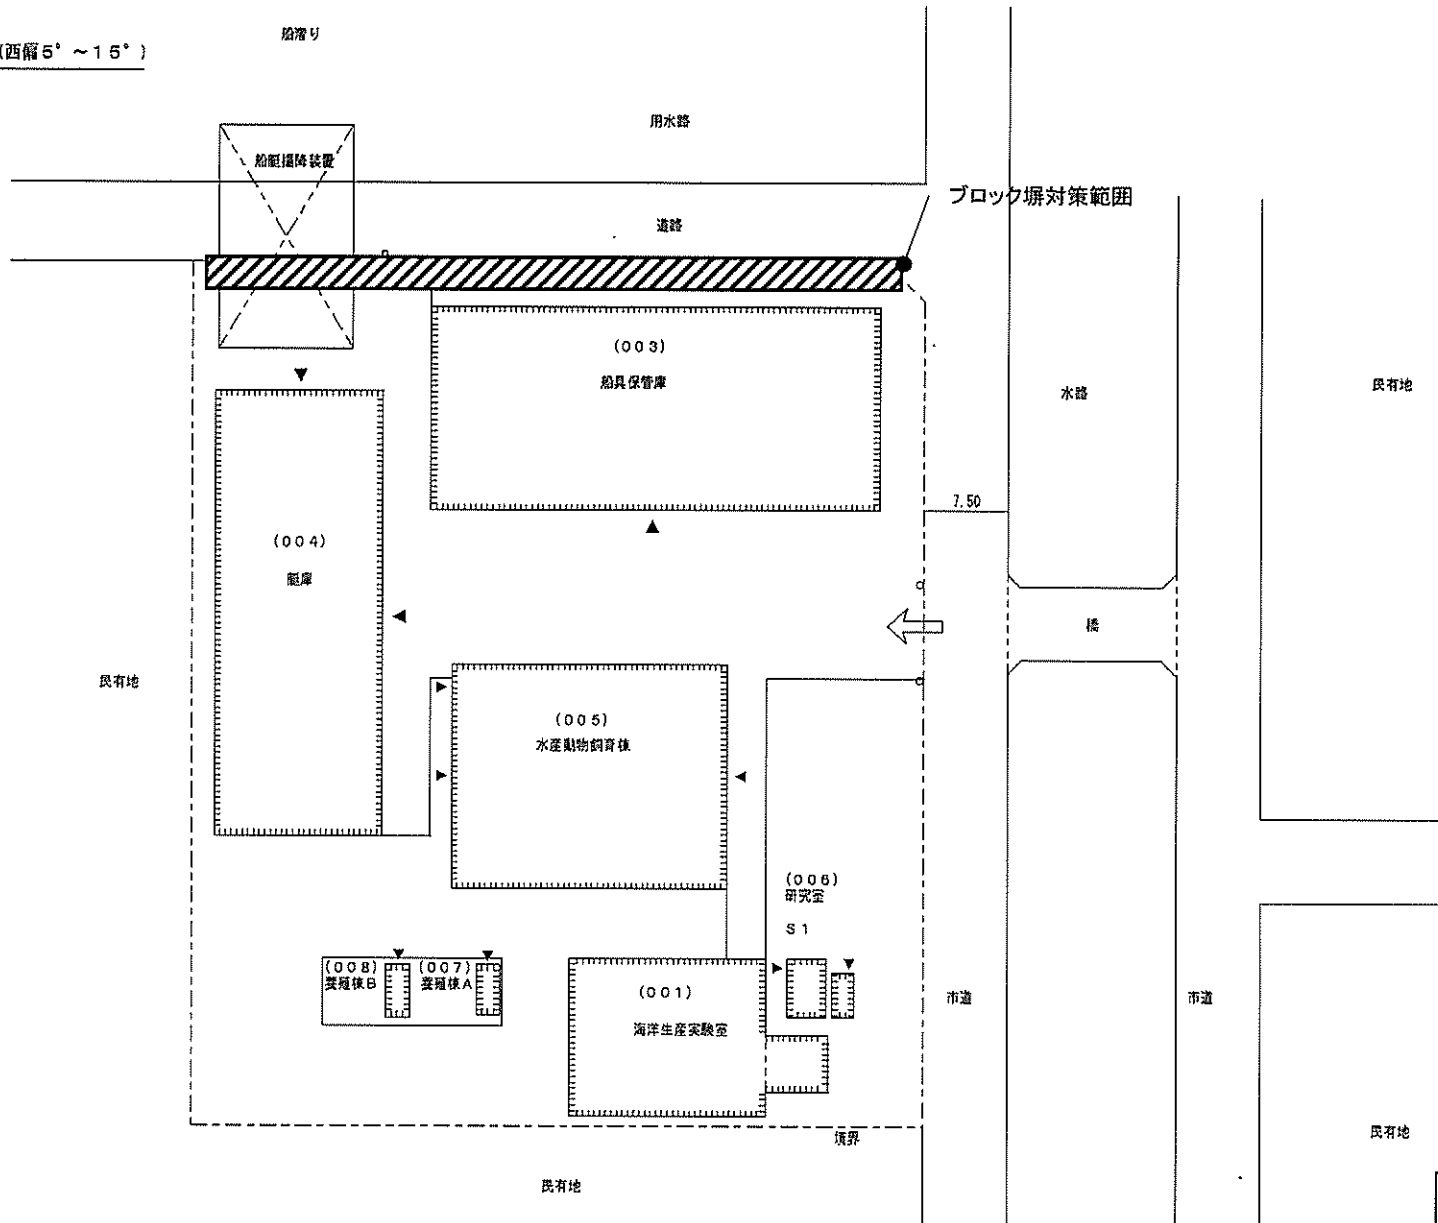 船溜り
(西偏5°～15°)
用水路
船艇揚降装置
ブロック塀対策範囲
道路
(003)
船具保管庫
民有地
水路
7.50
(004)
艇庫
橋
民有地
(005)
水産動物飼育棟
(006)
研究室
S1
(008)
養殖棟B
(007)
養殖棟A
(001)
海洋生産実験室
市道
市道
境界
民有地
民有地